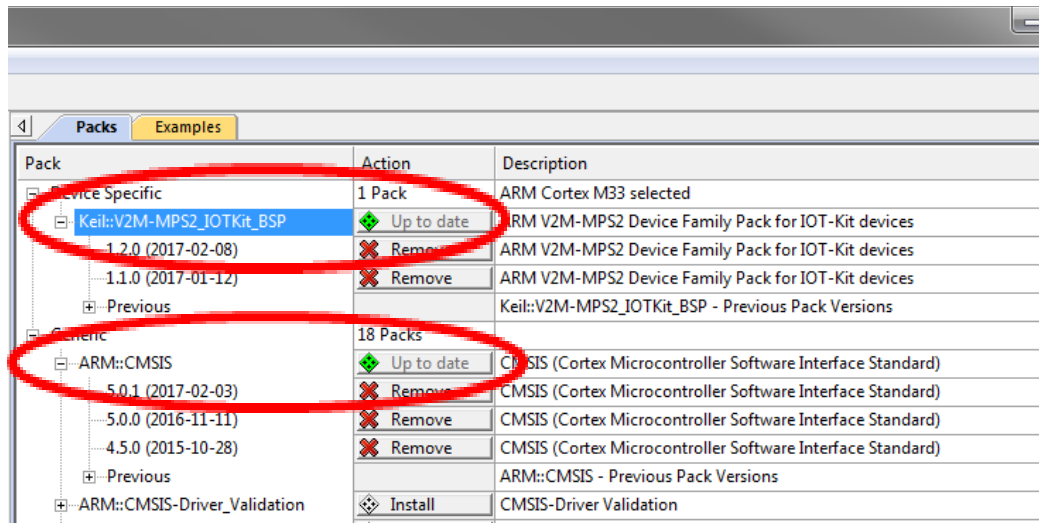 Packs Examples
Pack Action Description
Device Specific 1 Pack ARM Cortex M33 selected
Keil::V2M-MPS2_IOTKit_BSP Up to date ARM V2M-MPS2 Device Family Pack for IOT-Kit devices
1.2.0 (2017-02-08) Remove ARM V2M-MPS2 Device Family Pack for IOT-Kit devices
1.1.0 (2017-01-12) Remove ARM V2M-MPS2 Device Family Pack for IOT-Kit devices
Previous Keil::V2M-MPS2_IOTKit_BSP - Previous Pack Versions
Generic 18 Packs
ARM::CMSIS Up to date CMSIS (Cortex Microcontroller Software Interface Standard)
5.0.1 (2017-02-03) Remove CMSIS (Cortex Microcontroller Software Interface Standard)
5.0.0 (2016-11-11) Remove CMSIS (Cortex Microcontroller Software Interface Standard)
4.5.0 (2015-10-28) Remove CMSIS (Cortex Microcontroller Software Interface Standard)
Previous ARM::CMSIS - Previous Pack Versions
ARM::CMSIS-Driver_Validation Install CMSIS-Driver Validation